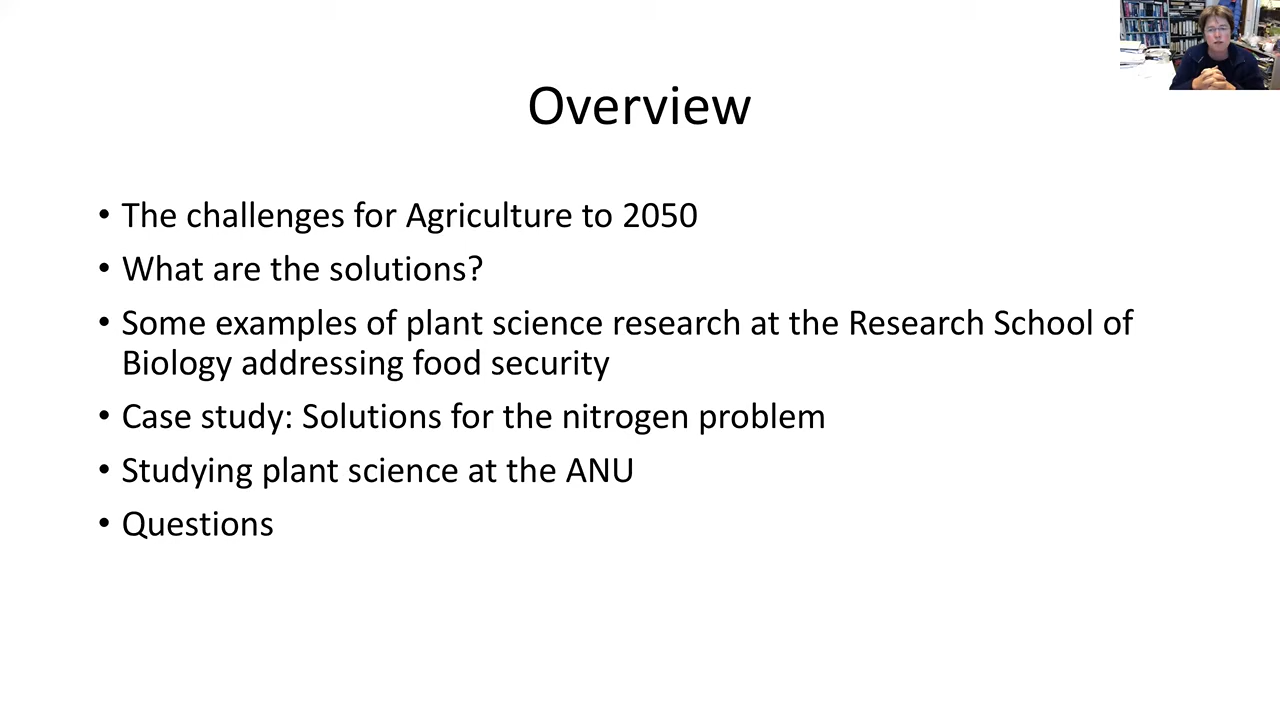 Overview
• The challenges for Agriculture to 2050
• What are the solutions?
• Some examples of plant science research at the Research School of
Biology addressing food security
• Case study: Solutions for the nitrogen problem
• Studying plant science at the ANU
• Questions